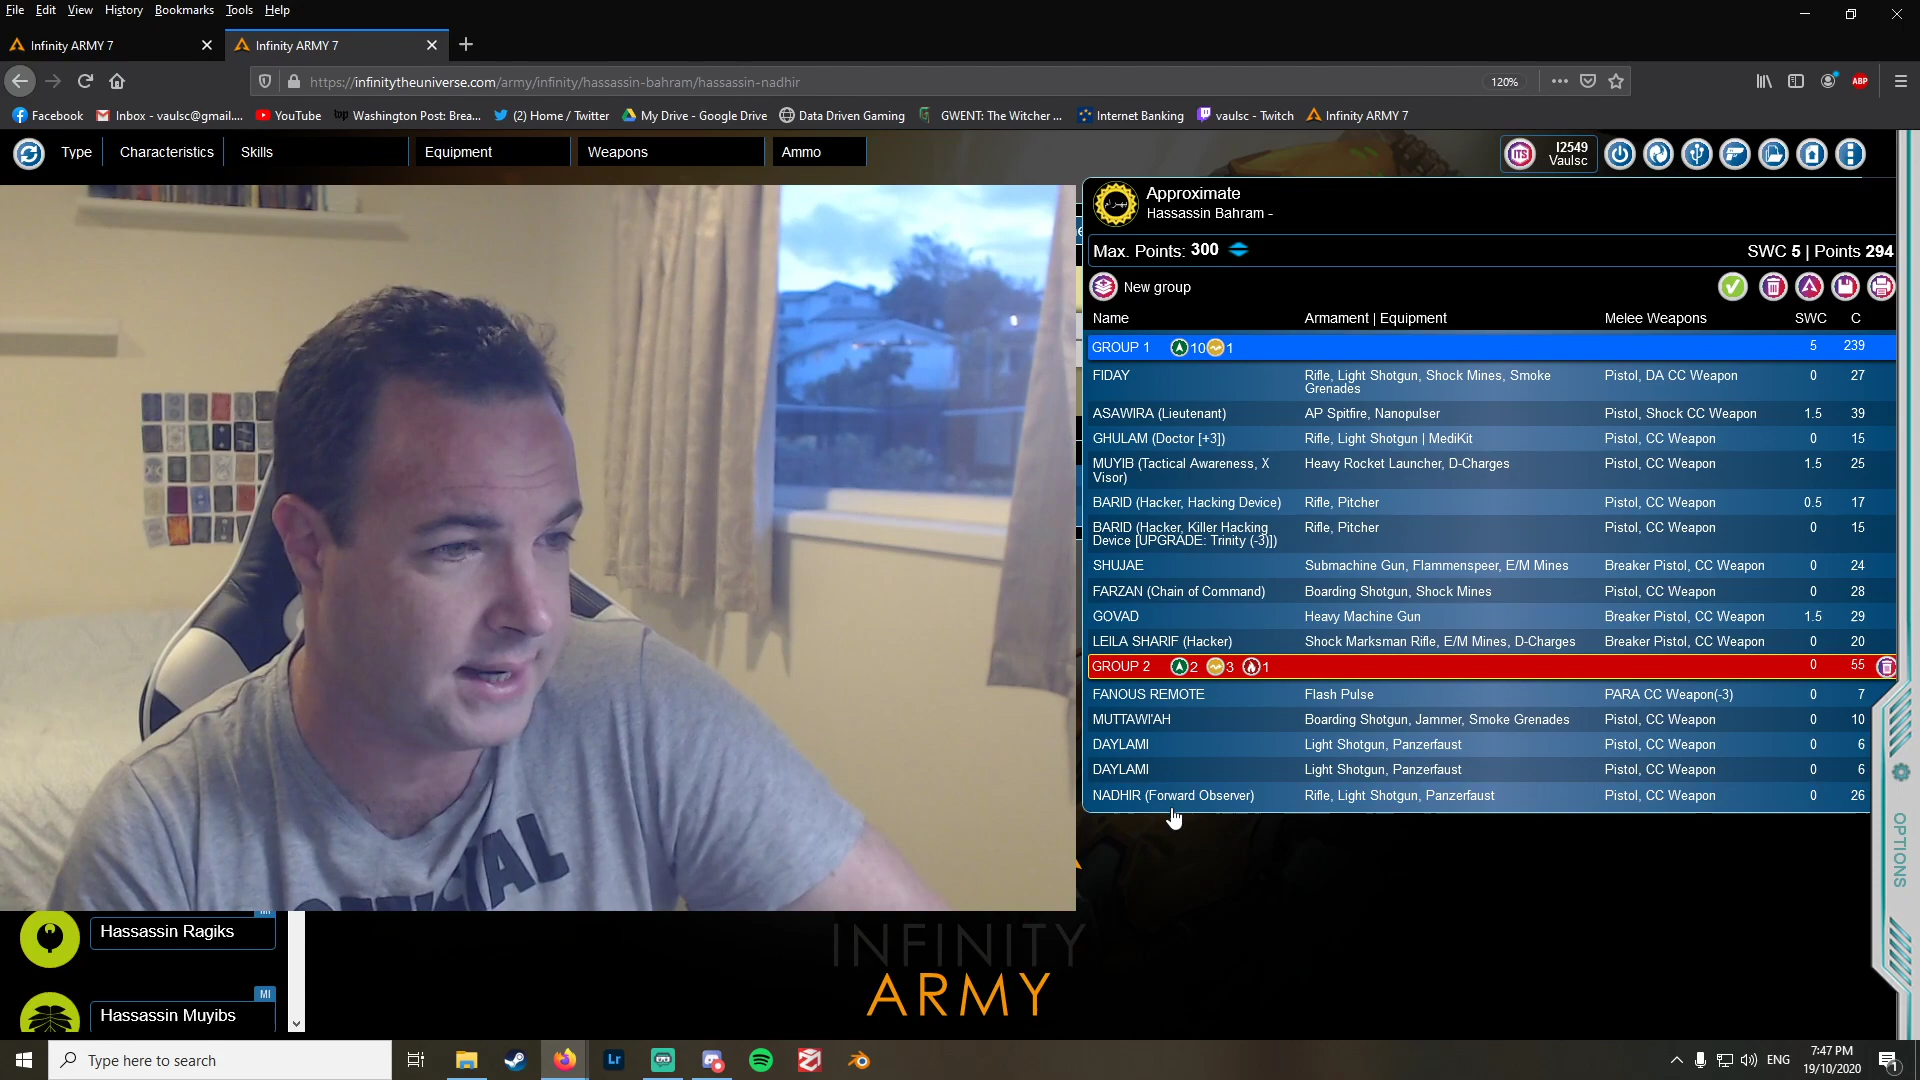 File Edit View History Bookmarks Tools Help
Infinity ARMY 7
Infinity ARMY 7
https://infinitytheuniverse.com/army/infinity/hassassin-bahram/hassassin-nadhir
120%
ABP
Facebook Inbox - vaulsc@gmail.... YouTube wp Washington Post: Brea... (2) Home / Twitter My Drive - Google Drive Data Driven Gaming GWENT: The Witcher ... Internet Banking vaulsc - Twitch Infinity ARMY 7
Type Characteristics Skills Equipment Weapons Ammo
ITS I2549
Vaulsc
Approximate
Hassassin Bahram -
Max. Points: 300
SWC 5 | Points 294
New group
Name Armament | Equipment Melee Weapons SWC C
GROUP 1 10 1 5 239
FIDAY Rifle, Light Shotgun, Shock Mines, Smoke Pistol, DA CC Weapon 0 27
Grenades
ASAWIRA (Lieutenant) AP Spitfire, Nanopulser Pistol, Shock CC Weapon 1.5 39
GHULAM (Doctor [+3]) Rifle, Light Shotgun | MediKit Pistol, CC Weapon 0 15
MUYIB (Tactical Awareness, X Heavy Rocket Launcher, D-Charges Pistol, CC Weapon 1.5 25
Visor)
BARID (Hacker, Hacking Device) Rifle, Pitcher Pistol, CC Weapon 0.5 17
BARID (Hacker, Killer Hacking Rifle, Pitcher Pistol, CC Weapon 0 15
Device [UPGRADE: Trinity (-3)])
SHUJAE Submachine Gun, Flammenspeer, E/M Mines Breaker Pistol, CC Weapon 0 24
FARZAN (Chain of Command) Boarding Shotgun, Shock Mines Pistol, CC Weapon 0 28
GOVAD Heavy Machine Gun Breaker Pistol, CC Weapon 1.5 29
LEILA SHARIF (Hacker) Shock Marksman Rifle, E/M Mines, D-Charges Breaker Pistol, CC Weapon 0 20
GROUP 2 2 3 1 0 55
FANOUS REMOTE Flash Pulse PARA CC Weapon(-3) 0 7
MUTTAWI'AH Boarding Shotgun, Jammer, Smoke Grenades Pistol, CC Weapon 0 10
DAYLAMI Light Shotgun, Panzerfaust Pistol, CC Weapon 0 6
DAYLAMI Light Shotgun, Panzerfaust Pistol, CC Weapon 0 6
NADHIR (Forward Observer) Rifle, Light Shotgun, Panzerfaust Pistol, CC Weapon 0 26
OPTIONS
Hassassin Ragiks
MI
Hassassin Muyibs
INFINITY
ARMY
Type here to search
Lr
ENG
7:47 PM
19/10/2020
1